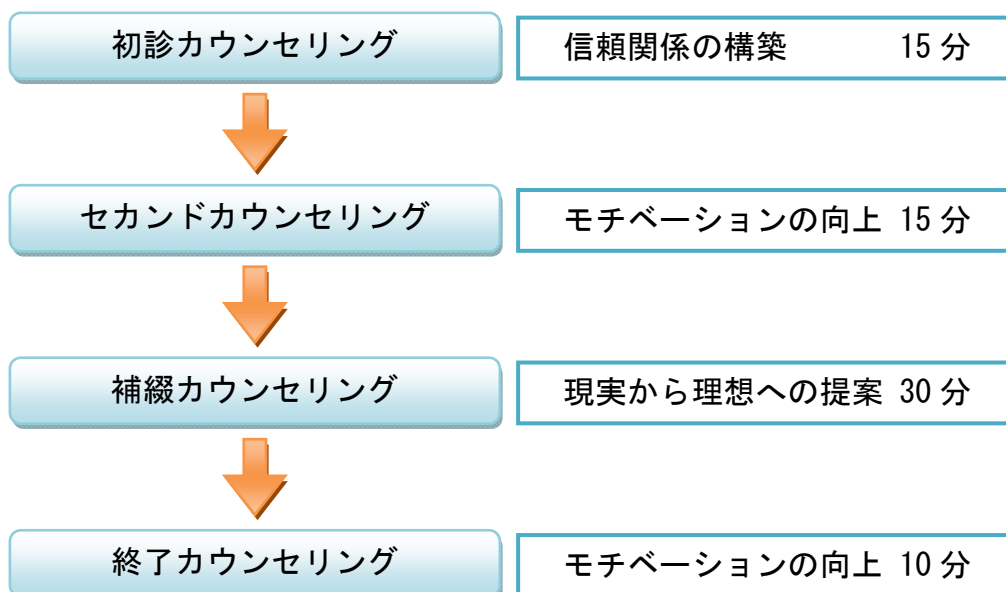 初診カウンセリング
信頼関係の構築 15分
セカンドカウンセリング
モチベーションの向上 15分
補綴カウンセリング
現実から理想への提案 30分
終了カウンセリング
モチベーションの向上 10分